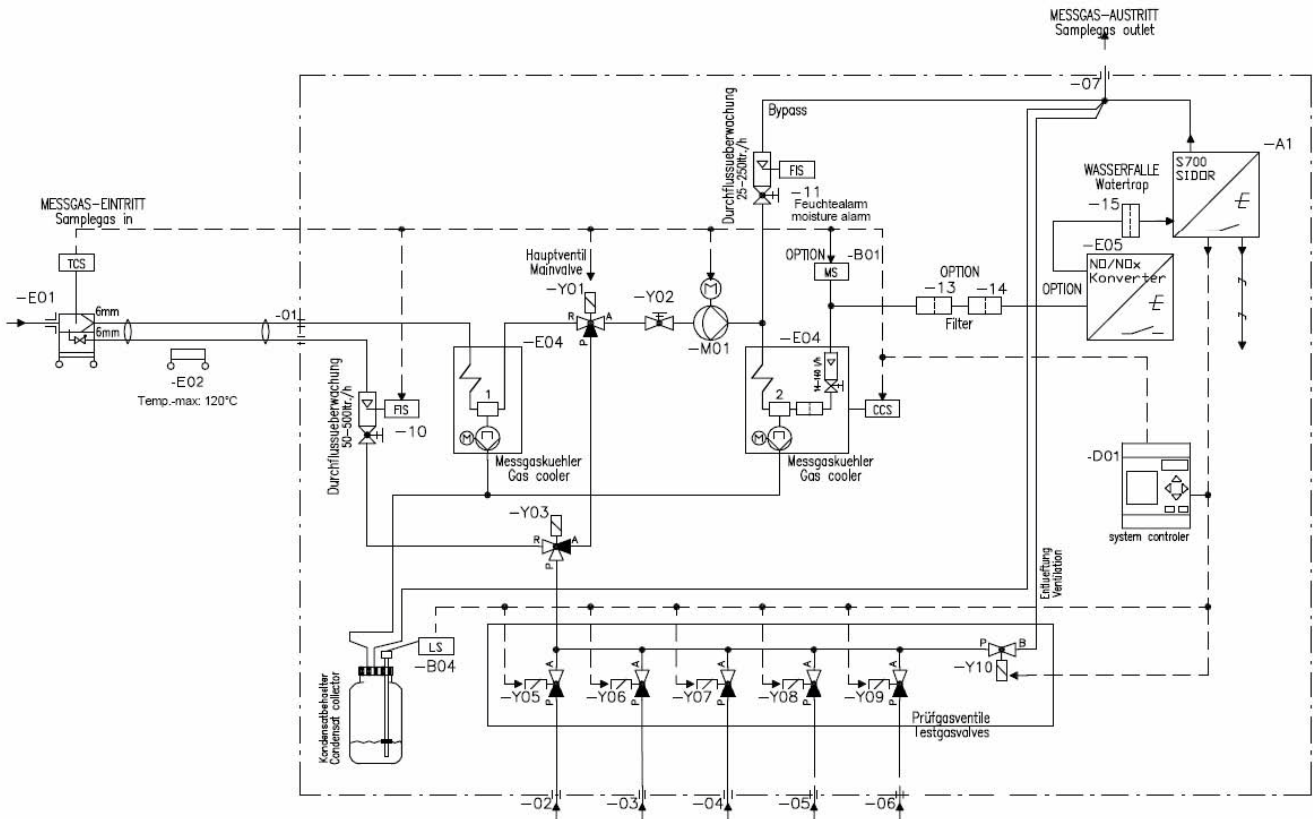 MESSGAS-AUSTRITT
Samplegas outlet
-07
Bypass
Durchflussueberwachung
25-250ltr./h
FIS
-11
Feuchtealarm
moisture alarm
S700
SIDOR
-A1
WASSERFALLE
Watertrap
-15
MESSGAS-EINTRITT
Samplegas in
TCS
-E01
6mm
6mm
-01
-E02
Temp.-max: 120°C
Durchflussueberwachung
50-500ltr./h
FIS
-10
Hauptventil
Mainvalve
-Y01
R
A
P
-Y02
M
-M01
OPTION
-B01
MS
OPTION
-13
-14
Filter
OPTION
-E05
NO/NOx
Konverter
-E04
1
M
Messgaskuehler
Gas cooler
-E04
2
M
Messgaskuehler
Gas cooler
CCS
-D01
system controler
-Y03
R
A
P
Entlueftung
Ventilation
LS
-B04
Kondensatbehaelter
Condensat collector
A
-Y05
P
A
-Y06
P
A
-Y07
P
A
-Y08
P
A
-Y09
P
P
B
-Y10
Prüfgasventile
Testgasvalves
-02
-03
-04
-05
-06